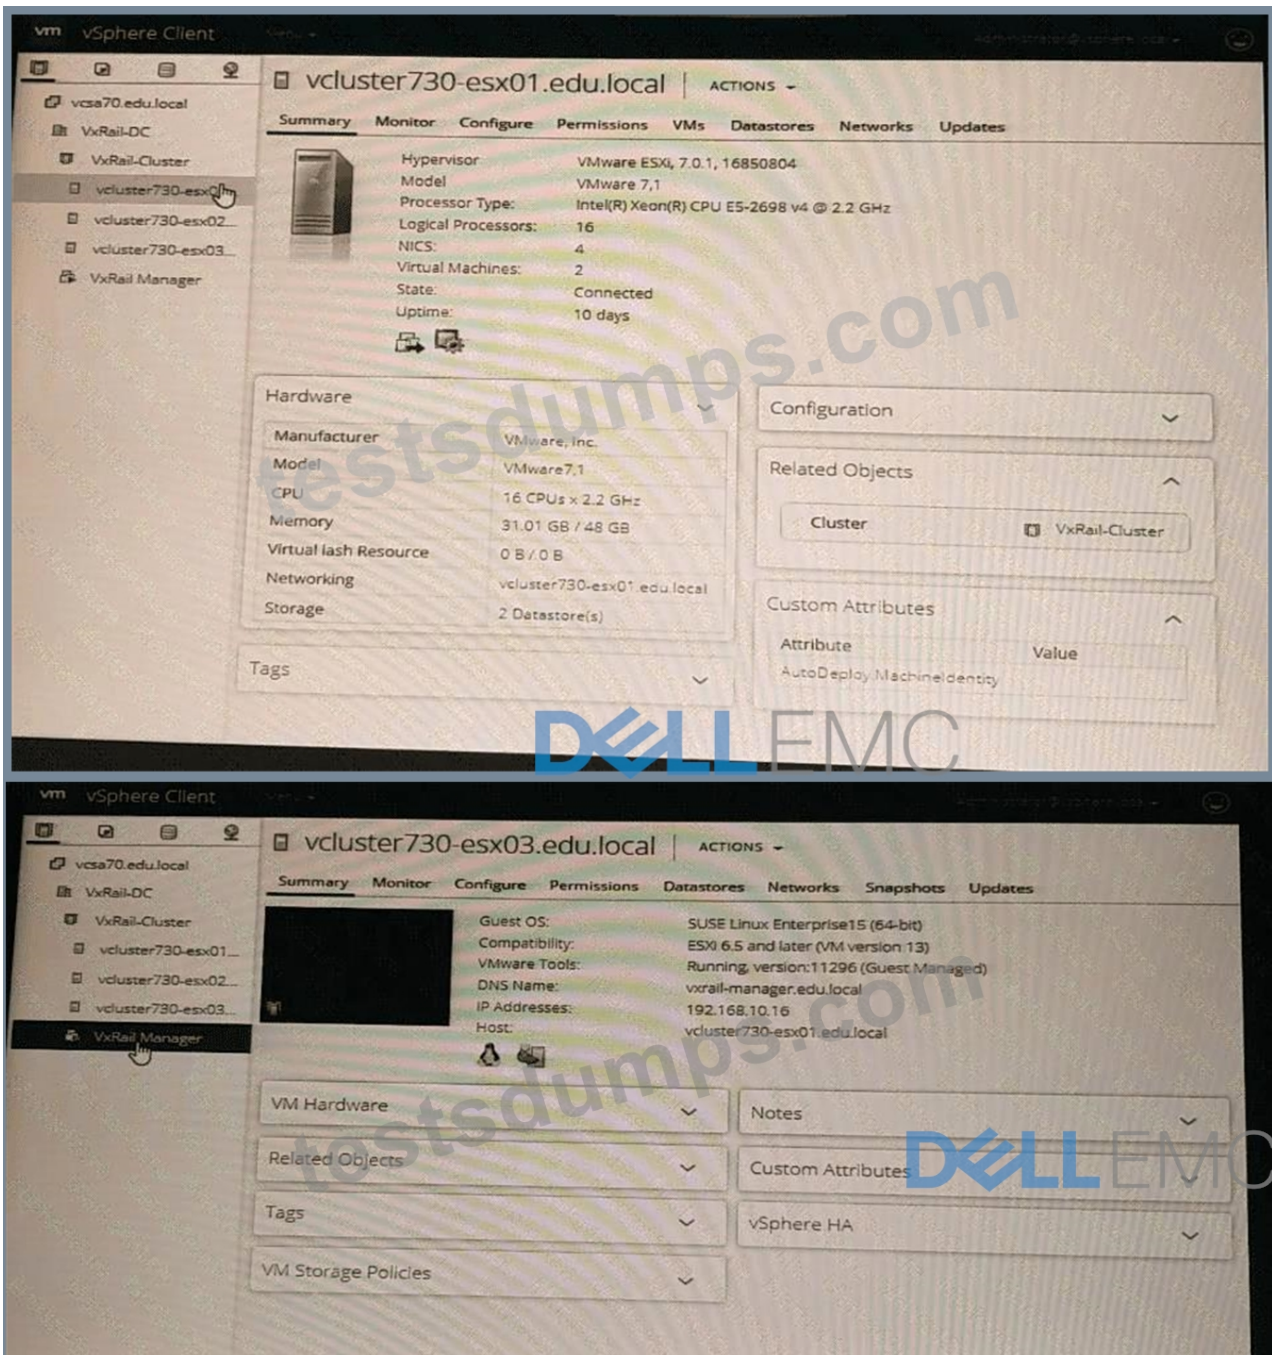 vm vSphere Client
vcluster730-esx01.edu.local | ACTIONS
vcsa70.edu.local
VxRail-DC
VxRail-Cluster
vcluster730-esx0
vcluster730-esx02...
vcluster730-esx03...
VxRail Manager
Summary Monitor Configure Permissions VMs Datastores Networks Updates
Hypervisor VMware ESXi, 7.0.1, 16850804
Model VMware 7,1
Processor Type: Intel(R) Xeon(R) CPU E5-2698 v4 @ 2.2 GHz
Logical Processors: 16
NICS: 4
Virtual Machines: 2
State: Connected
Uptime: 10 days
Hardware
Manufacturer VMware, Inc.
Model VMware7,1
CPU 16 CPUs x 2.2 GHz
Memory 31.01 GB / 48 GB
Virtual lash Resource 0 B / 0 B
Networking vcluster730-esx01.edu.local
Storage 2 Datastore(s)
Tags
Configuration
Related Objects
Cluster VxRail-Cluster
Custom Attributes
Attribute Value
AutoDeploy.MachineIdentity
testsdumps.com
DELL EMC
vm vSphere Client
vcluster730-esx03.edu.local | ACTIONS
vcsa70.edu.local
VxRail-DC
VxRail-Cluster
vcluster730-esx01...
vcluster730-esx02...
vcluster730-esx03...
VxRail Manager
Summary Monitor Configure Permissions Datastores Networks Snapshots Updates
Guest OS: SUSE Linux Enterprise15 (64-bit)
Compatibility: ESXi 6.5 and later (VM version 13)
VMware Tools: Running, version:11296 (Guest Managed)
DNS Name: vxrail-manager.edu.local
IP Addresses: 192.168.10.16
Host: vcluster730-esx01.edu.local
VM Hardware
Related Objects
Tags
VM Storage Policies
Notes
Custom Attributes
vSphere HA
testsdumps.com
DELL EMC